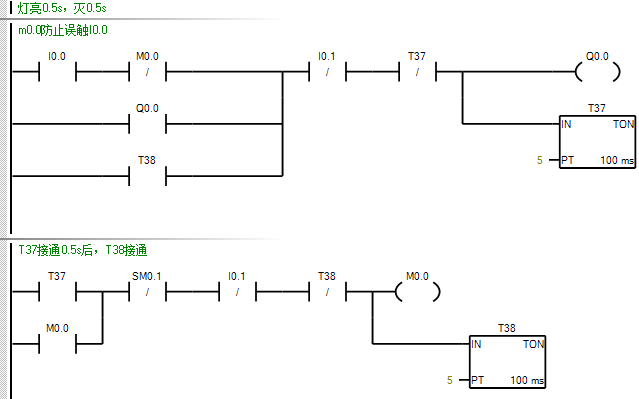 灯亮0.5s，灭0.5s
m0.0防止误触I0.0
I0.0 M0.0 I0.1 T37 Q0.0
/ / /
Q0.0 T37
IN TON
T38 5 PT 100 ms
T37接通0.5s后，T38接通
T37 SM0.1 I0.1 T38 M0.0
/ / /
M0.0 T38
IN TON
5 PT 100 ms